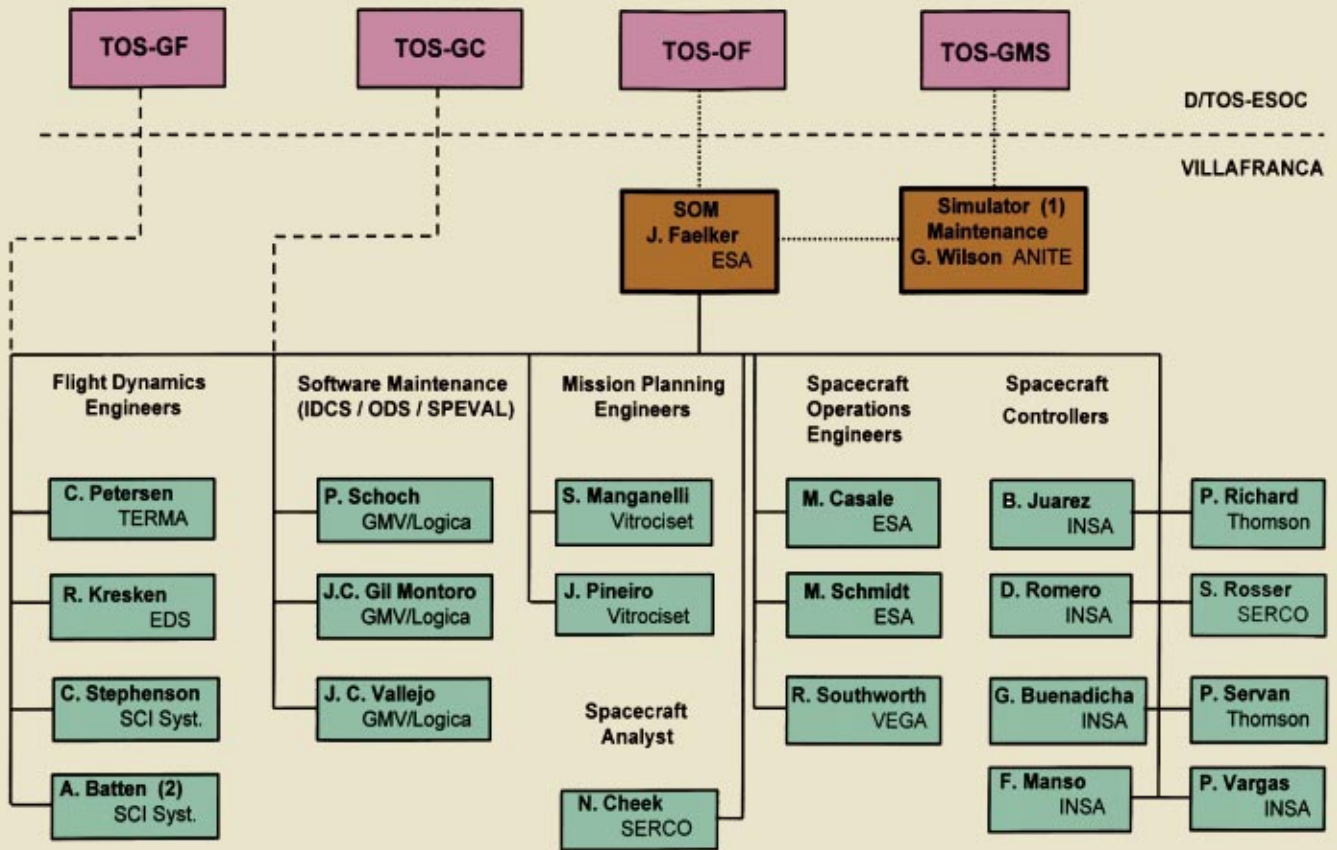 TOS-GF
TOS-GC
TOS-OF
TOS-GMS
D/TOS-ESOC
VILLAFRANCA
SOM
J. Faelker
ESA
Simulator (1)
Maintenance
G. Wilson ANITE
Flight Dynamics
Engineers
C. Petersen
TERMA
R. Kresken
EDS
C. Stephenson
SCI Syst.
A. Batten (2)
SCI Syst.
Software Maintenance
(IDCS / ODS / SPEVAL)
P. Schoch
GMV/Logica
J.C. Gil Montoro
GMV/Logica
J. C. Vallejo
GMV/Logica
Mission Planning
Engineers
S. Manganelli
Vitrociset
J. Pineiro
Vitrociset
Spacecraft
Analyst
N. Cheek
SERCO
Spacecraft
Operations
Engineers
M. Casale
ESA
M. Schmidt
ESA
R. Southworth
VEGA
Spacecraft
Controllers
B. Juarez
INSA
D. Romero
INSA
G. Buenadicha
INSA
F. Manso
INSA
P. Richard
Thomson
S. Rosser
SERCO
P. Servan
Thomson
P. Vargas
INSA